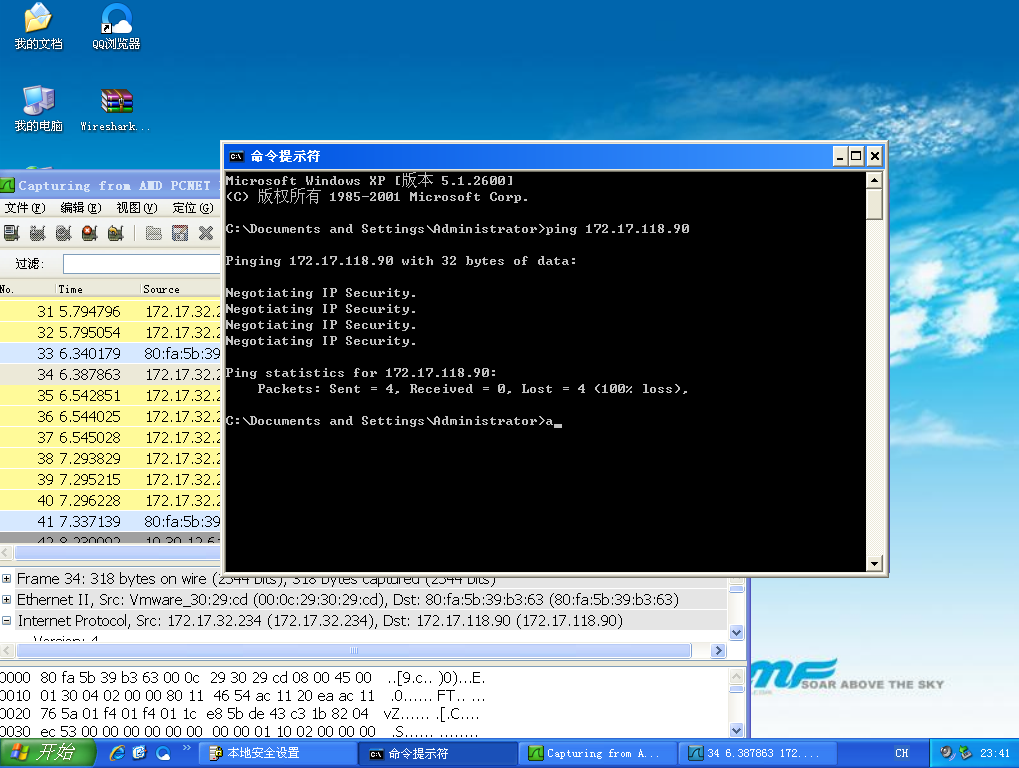 我的文档
QQ浏览器
我的电脑
Wireshark...
Capturing from AMD PCNET
文件(F) 编辑(E) 视图(V) 定位(G)
过滤:
No. Time Source
31 5.794796 172.17.32.2
32 5.795054 172.17.32.2
33 6.340179 80:fa:5b:39
34 6.387863 172.17.32.2
35 6.542851 172.17.32.2
36 6.544025 172.17.32.2
37 6.545028 172.17.32.2
38 7.293829 172.17.32.2
39 7.295215 172.17.32.2
40 7.296228 172.17.32.2
41 7.337139 80:fa:5b:39
命令提示符
Microsoft Windows XP [版本 5.1.2600]
(C) 版权所有 1985-2001 Microsoft Corp.
C:\Documents and Settings\Administrator>ping 172.17.118.90
Pinging 172.17.118.90 with 32 bytes of data:
Negotiating IP Security.
Negotiating IP Security.
Negotiating IP Security.
Negotiating IP Security.
Ping statistics for 172.17.118.90:
Packets: Sent = 4, Received = 0, Lost = 4 (100% loss),
C:\Documents and Settings\Administrator>a
Frame 34: 318 bytes on wire (2544 bits), 318 bytes captured (2544 bits)
Ethernet II, Src: Vmware_30:29:cd (00:0c:29:30:29:cd), Dst: 80:fa:5b:39:b3:63 (80:fa:5b:39:b3:63)
Internet Protocol, Src: 172.17.32.234 (172.17.32.234), Dst: 172.17.118.90 (172.17.118.90)
Version: 4
0000 80 fa 5b 39 b3 63 00 0c 29 30 29 cd 08 00 45 00 ..[9.c.. )0)...E.
0010 01 30 04 02 00 00 80 11 46 54 ac 11 20 ea ac 11 .0...... FT.. ...
0020 76 5a 01 f4 01 f4 01 1c e8 5b de 43 c3 1b 82 04 vZ...... .[.C....
0030 ec 53 00 00 00 00 00 00 00 00 01 10 02 00 00 00 .S...... ........
SOAR ABOVE THE SKY
开始 本地安全设置 命令提示符 Capturing from A... 34 6.387863 172.... CH 23:41